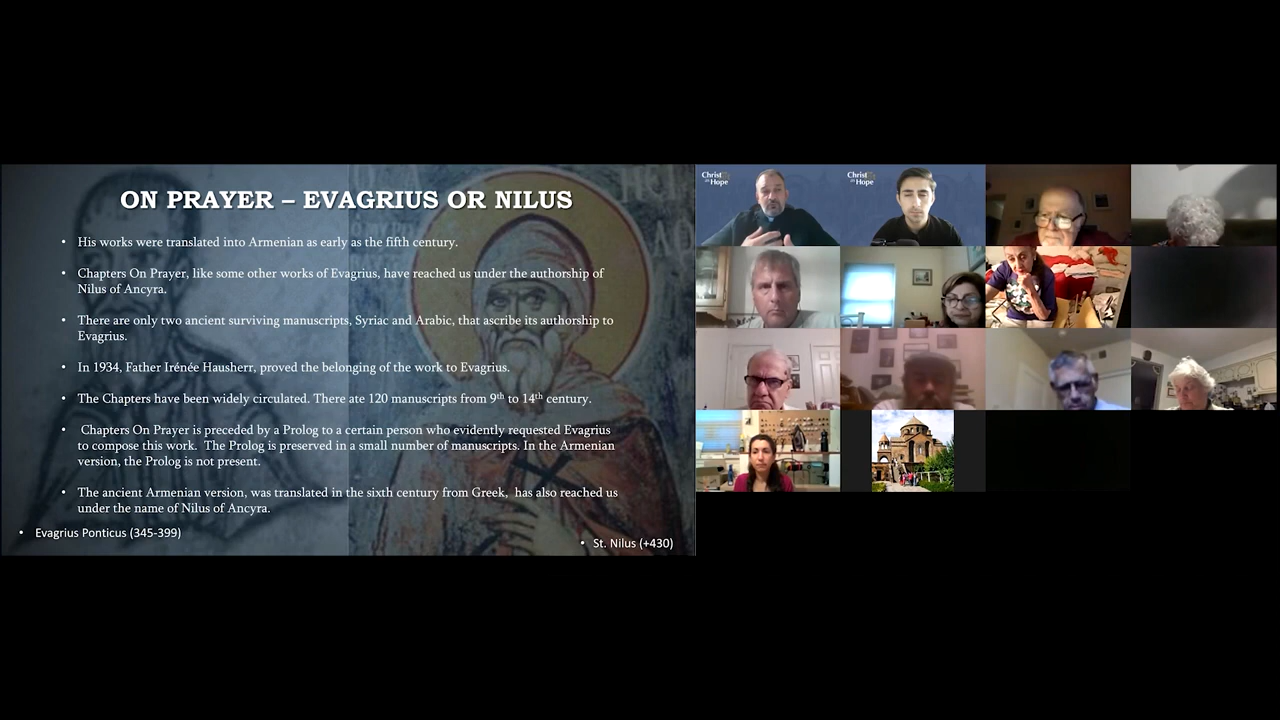 ON PRAYER – EVAGRIUS OR NILUS
• His works were translated into Armenian as early as the fifth century.
• Chapters On Prayer, like some other works of Evagrius, have reached us under the authorship of
Nilus of Ancyra.
• There are only two ancient surviving manuscripts, Syriac and Arabic, that ascribe its authorship to
Evagrius.
• In 1934, Father Irénée Hausherr, proved the belonging of the work to Evagrius.
• The Chapters have been widely circulated. There ate 120 manuscripts from 9th to 14th century.
• Chapters On Prayer is preceded by a Prolog to a certain person who evidently requested Evagrius
to compose this work. The Prolog is preserved in a small number of manuscripts. In the Armenian
version, the Prolog is not present.
• The ancient Armenian version, was translated in the sixth century from Greek, has also reached us
under the name of Nilus of Ancyra.
• Evagrius Ponticus (345-399)
• St. Nilus (+430)
Christ
Hope
Christ
Hope